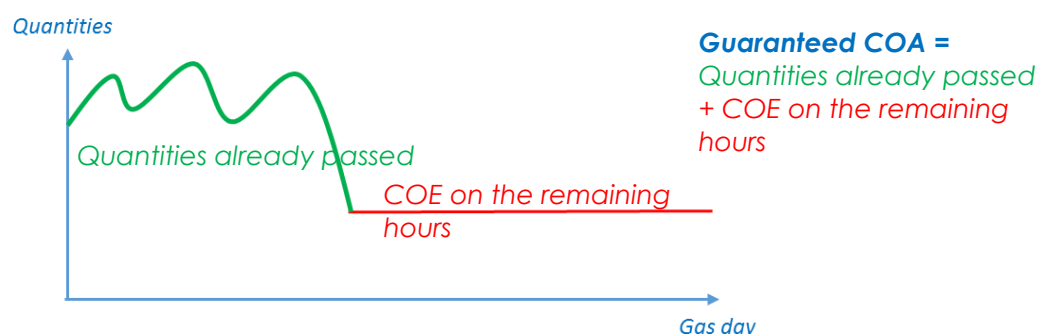 Quantities
Guaranteed COA =
Quantities already passed
+ COE on the remaining
hours
Quantities already passed
COE on the remaining
hours
Gas day